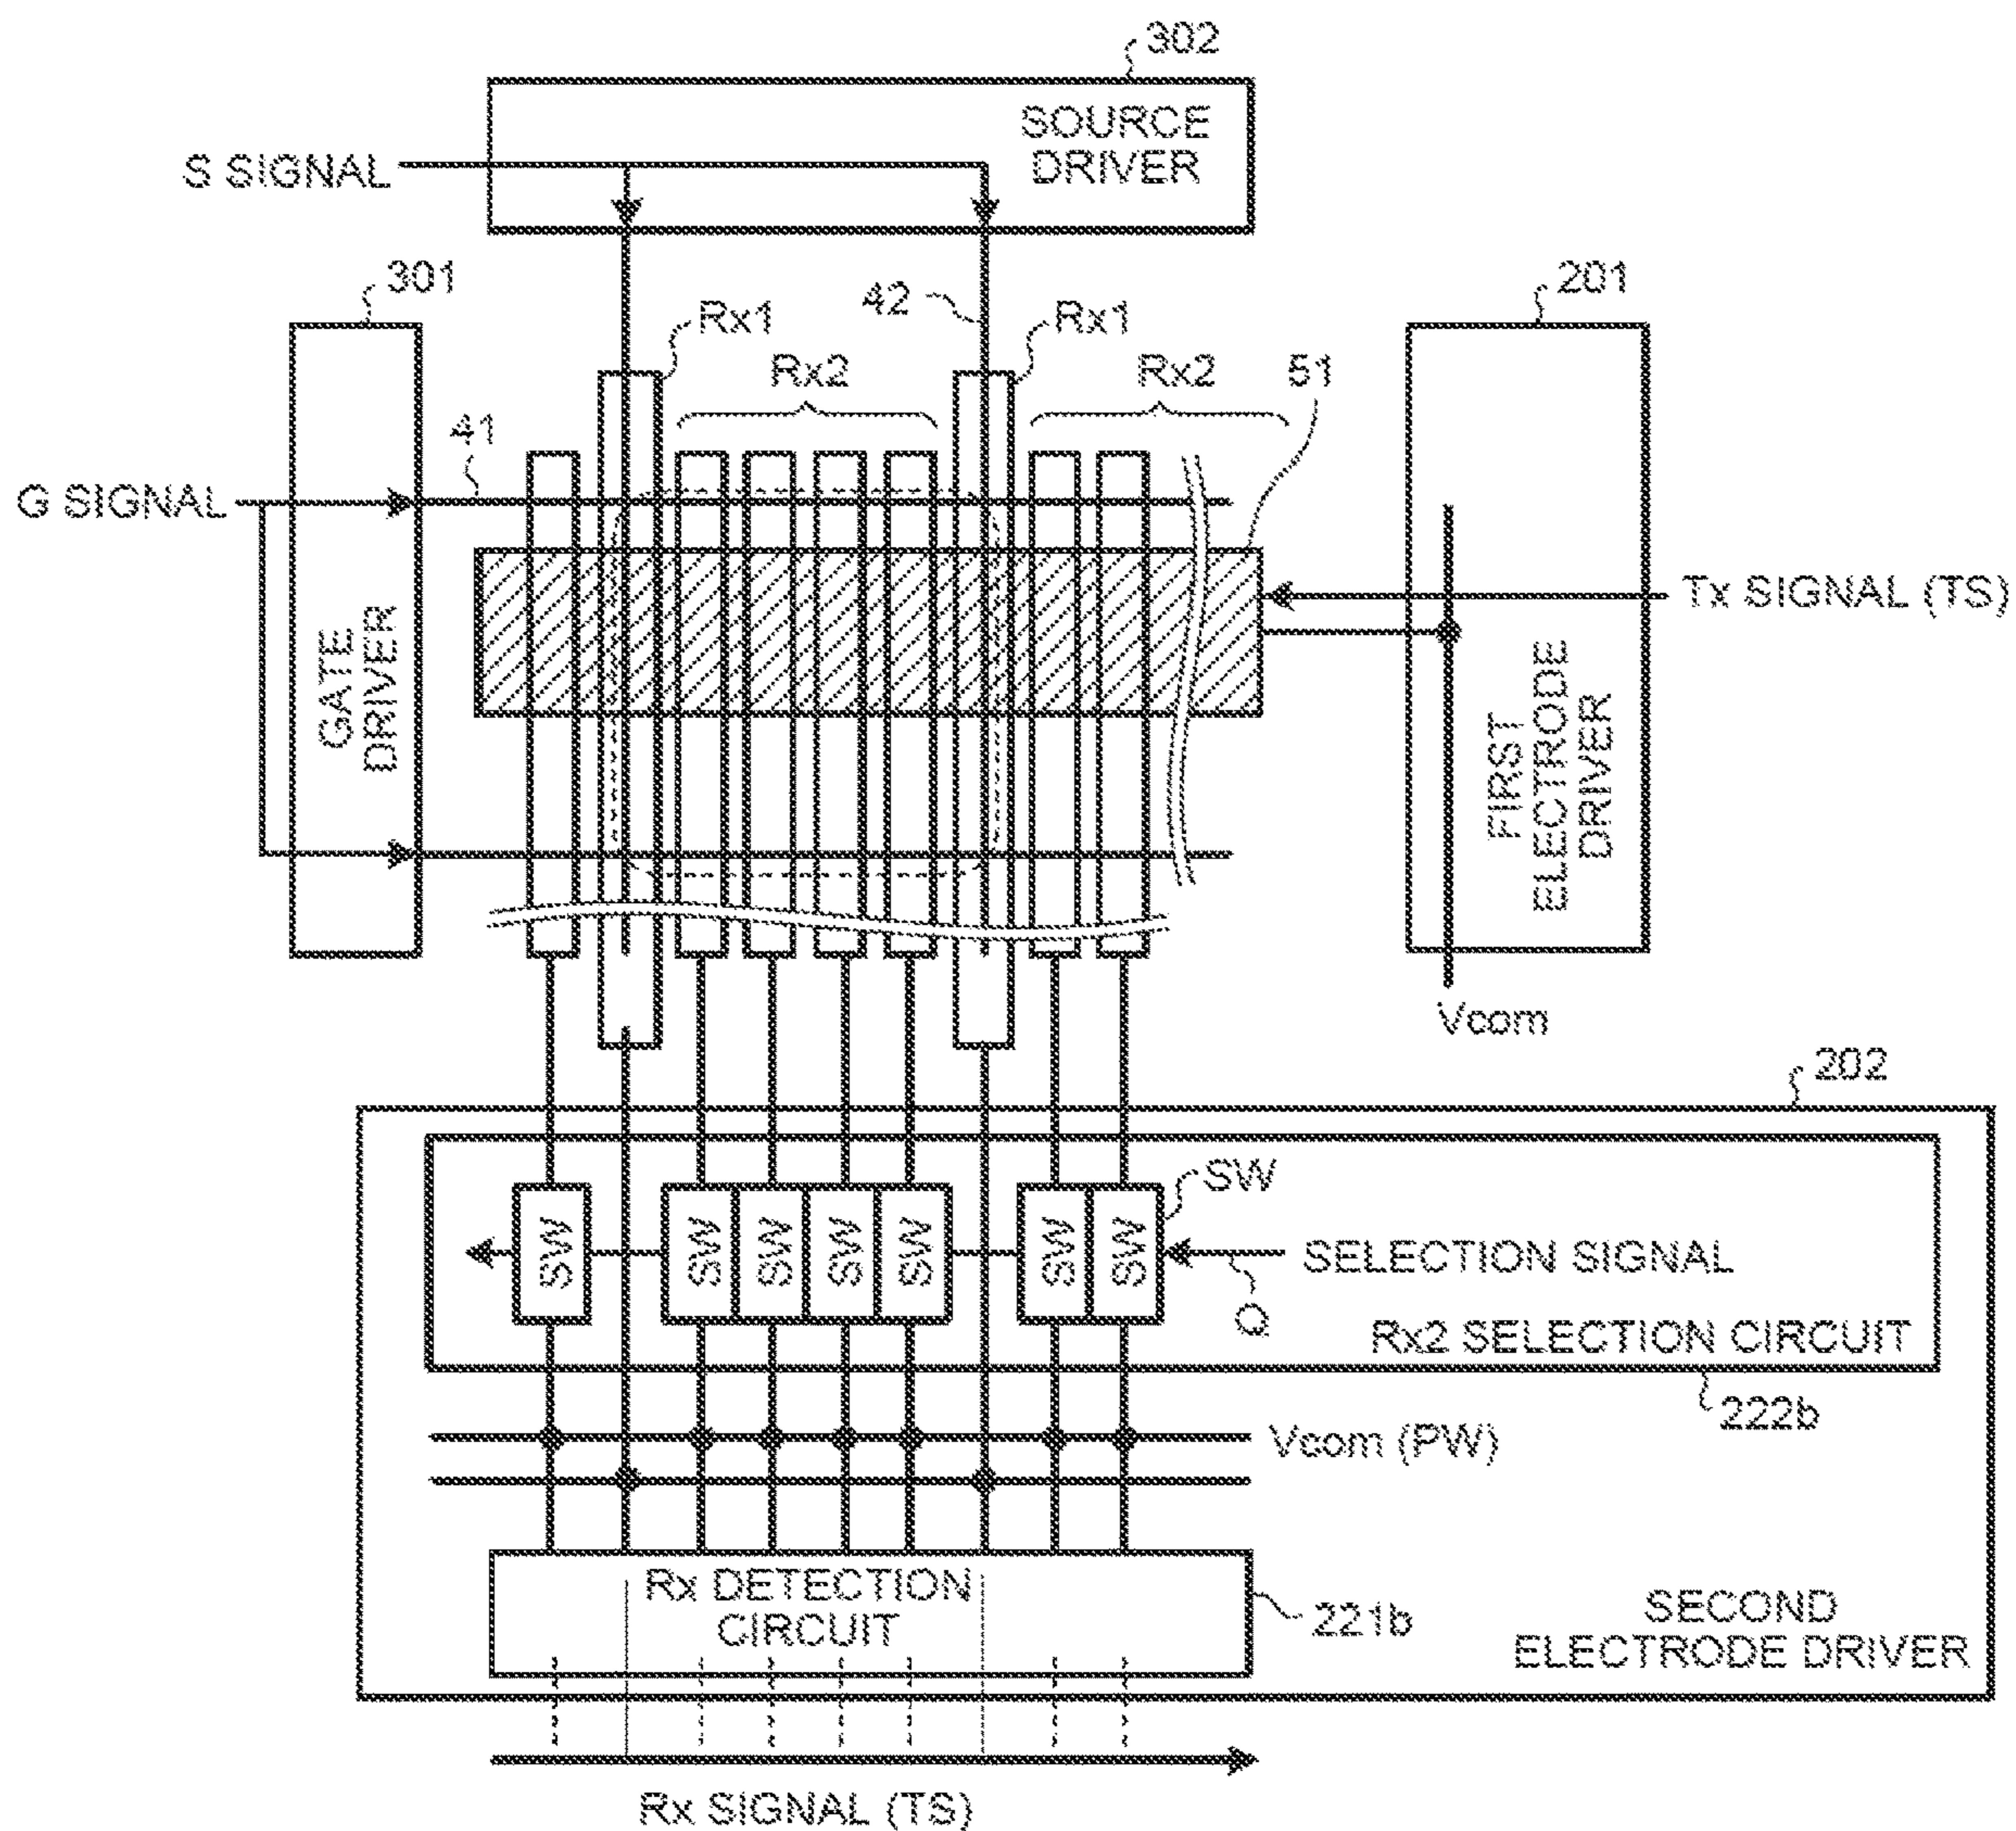 302
SOURCE
DRIVER
S SIGNAL
301
201
Rx1
42
Rx1
Rx2
Rx2
51
41
G SIGNAL
Tx SIGNAL (TS)
GATE
DRIVER
FIRST
ELECTRODE
DRIVER
Vcom
202
SW
SW
SW
SW
SW
SW
SW
SW
SELECTION SIGNAL
Q
Rx2 SELECTION CIRCUIT
222b
Vcom (PW)
Rx DETECTION
CIRCUIT
221b
SECOND
ELECTRODE DRIVER
Rx SIGNAL (TS)